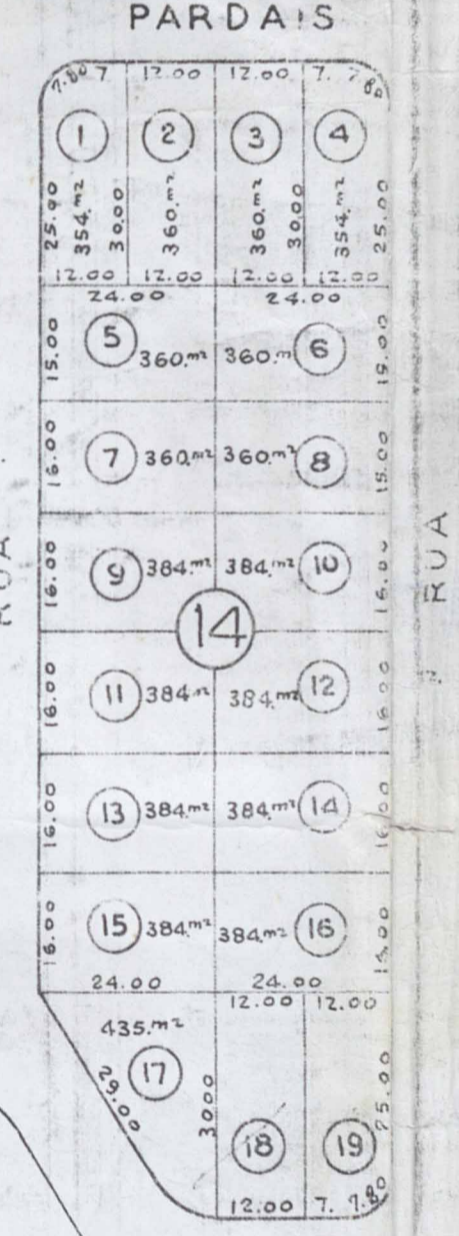 PARDAIS
7.80 7 12.00 12.00 7. 7.80
1 2 3 4
25.00 354.m² 30.00 360.m² 360.m² 30.00 354.m² 25.00
12.00 12.00 12.00 12.00
24.00 24.00
15.00 5 360.m² 360.m 6 15.00
16.00 7 360.m² 360.m² 8 15.00
RUA RUA
16.00 9 384.m² 384.m² 10 16.00
14
16.00 11 384 384.m² 12 16.00
16.00 13 384.m² 384.m² 14
16.00 15 384.m² 384.m² 16
24.00 24.00
12.00 12.00
435.m²
17
29.00 3000 25.00
18 19
12.00 7. 7.80